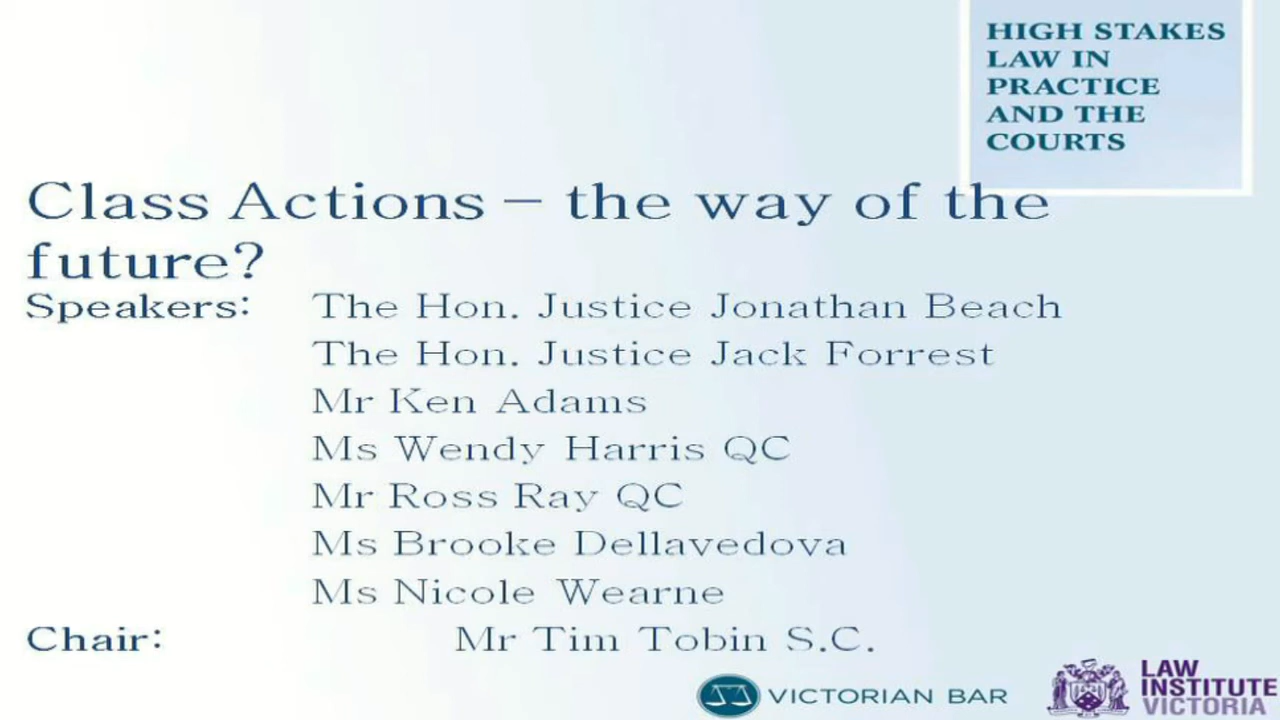 HIGH STAKES
LAW IN
PRACTICE
AND THE
COURTS
Class Actions – the way of the
future?
Speakers: The Hon. Justice Jonathan Beach
The Hon. Justice Jack Forrest
Mr Ken Adams
Ms Wendy Harris QC
Mr Ross Ray QC
Ms Brooke Dellavedova
Ms Nicole Wearne
Chair: Mr Tim Tobin S.C.
VICTORIAN BAR
LAW
INSTITUTE
VICTORIA